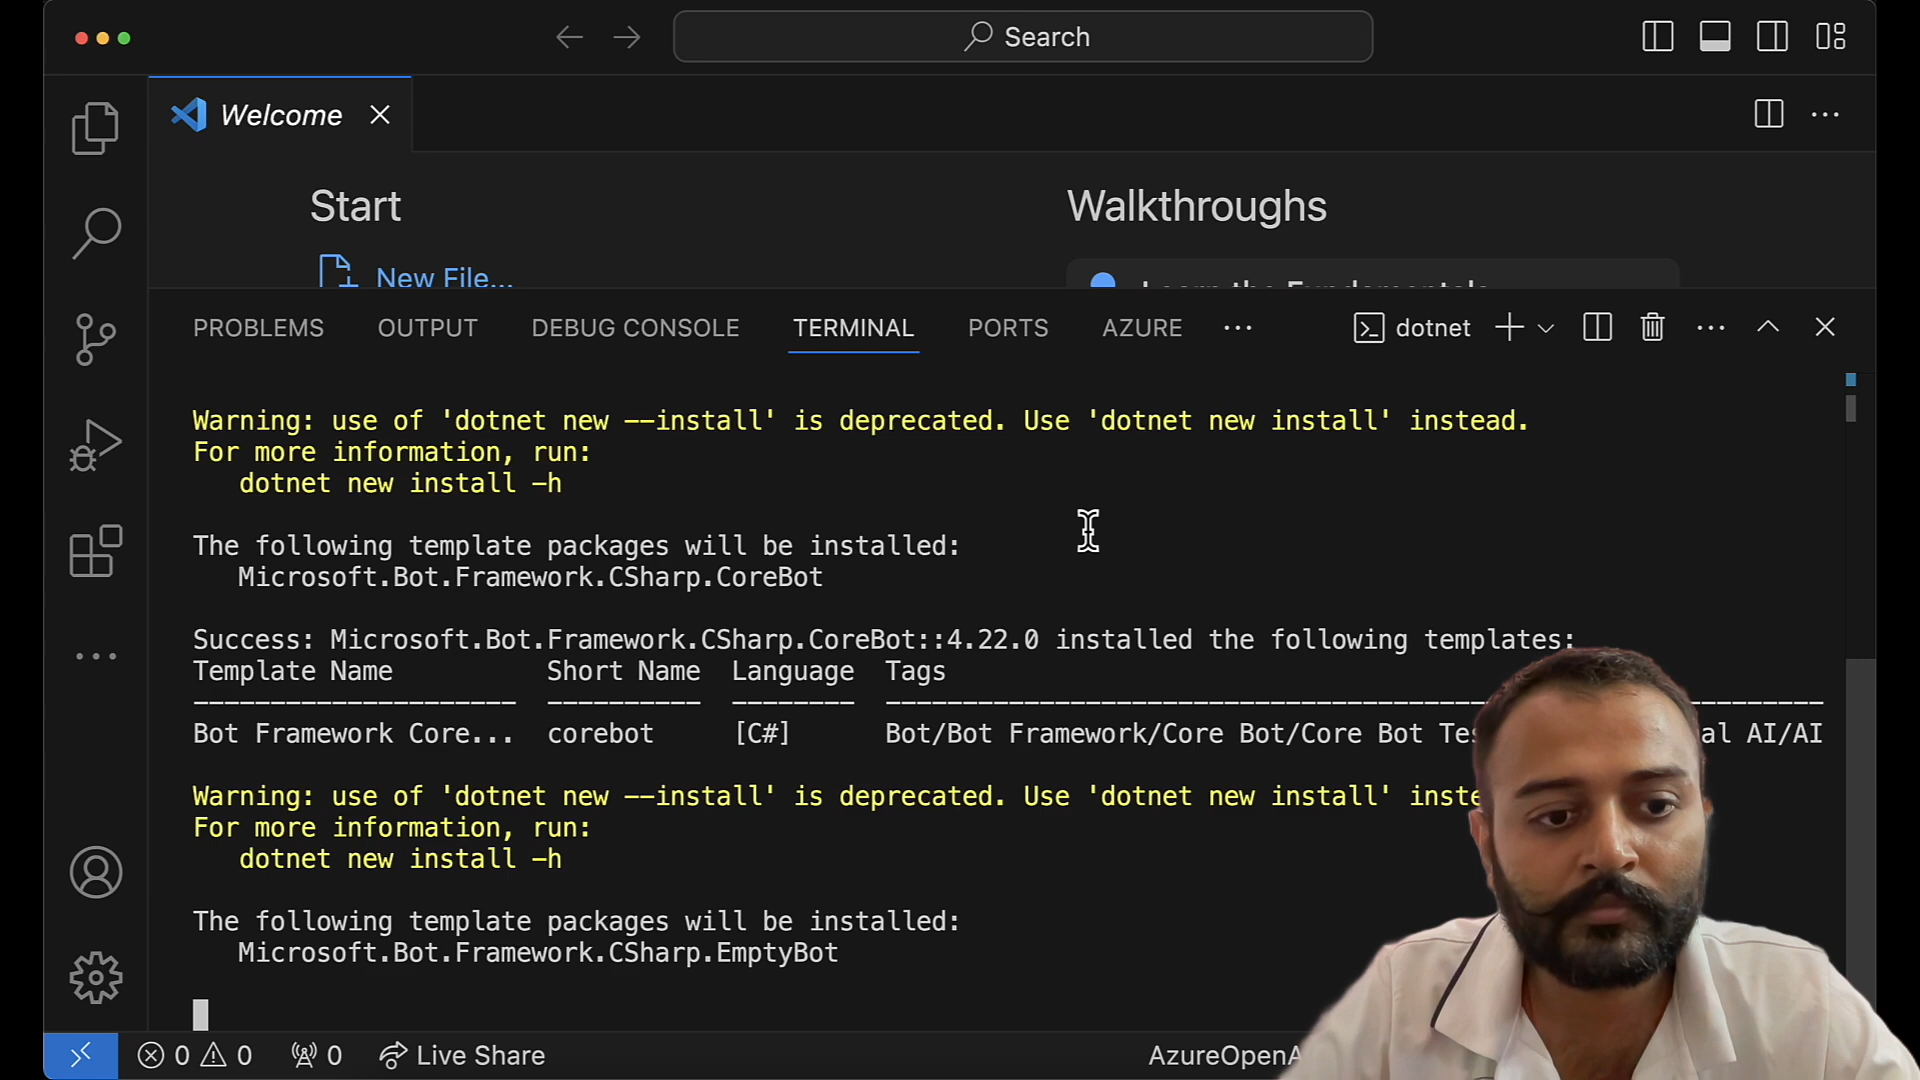 Search
Welcome
Start
Walkthroughs
New File...
Learn the Fundamentals
PROBLEMS OUTPUT DEBUG CONSOLE TERMINAL PORTS AZURE ... dotnet
Warning: use of 'dotnet new --install' is deprecated. Use 'dotnet new install' instead.
For more information, run:
dotnet new install -h
The following template packages will be installed:
Microsoft.Bot.Framework.CSharp.CoreBot
Success: Microsoft.Bot.Framework.CSharp.CoreBot::4.22.0 installed the following templates:
Template Name Short Name Language Tags
Bot Framework Core... corebot [C#] Bot/Bot Framework/Core Bot/Core Bot Tes al AI/AI
Warning: use of 'dotnet new --install' is deprecated. Use 'dotnet new install' inste
For more information, run:
dotnet new install -h
The following template packages will be installed:
Microsoft.Bot.Framework.CSharp.EmptyBot
0 0 0 Live Share AzureOpenA